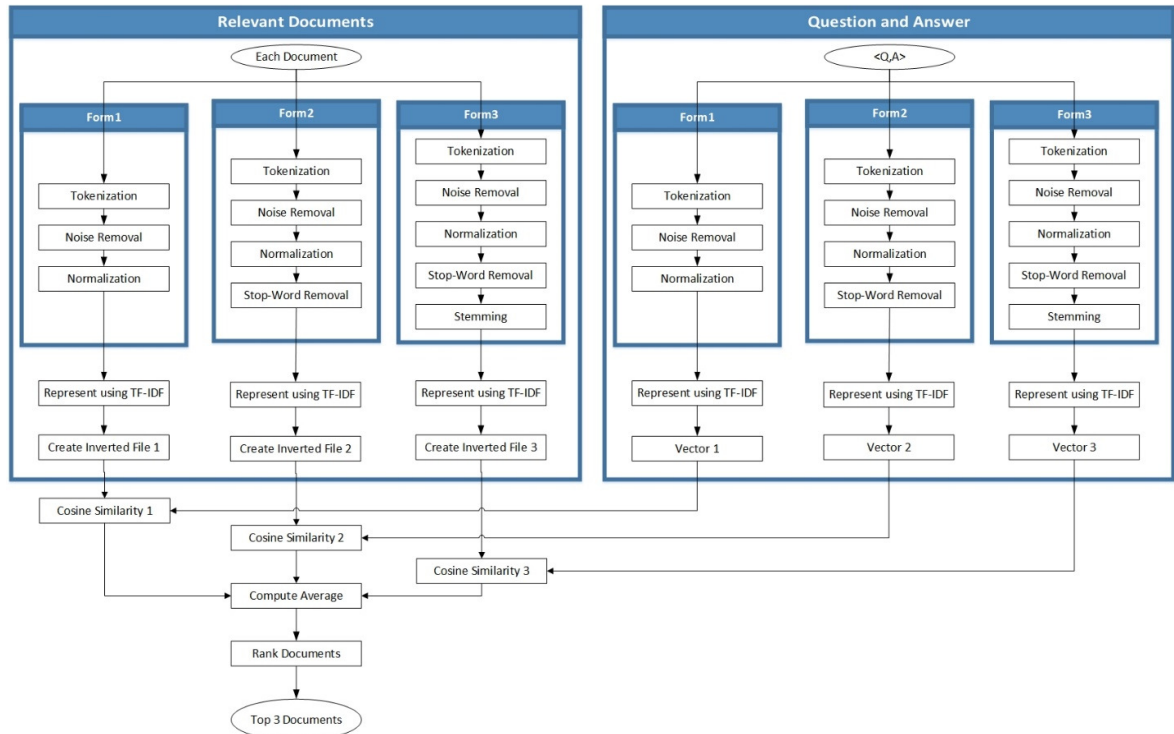 Relevant Documents
Each Document
Form1
Tokenization
Noise Removal
Normalization
Represent using TF-IDF
Create Inverted File 1
Form2
Tokenization
Noise Removal
Normalization
Stop-Word Removal
Represent using TF-IDF
Create Inverted File 2
Form3
Tokenization
Noise Removal
Normalization
Stop-Word Removal
Stemming
Represent using TF-IDF
Create Inverted File 3
Question and Answer
<Q,A>
Form1
Tokenization
Noise Removal
Normalization
Represent using TF-IDF
Vector 1
Form2
Tokenization
Noise Removal
Normalization
Stop-Word Removal
Represent using TF-IDF
Vector 2
Form3
Tokenization
Noise Removal
Normalization
Stop-Word Removal
Stemming
Represent using TF-IDF
Vector 3
Cosine Similarity 1
Cosine Similarity 2
Cosine Similarity 3
Compute Average
Rank Documents
Top 3 Documents